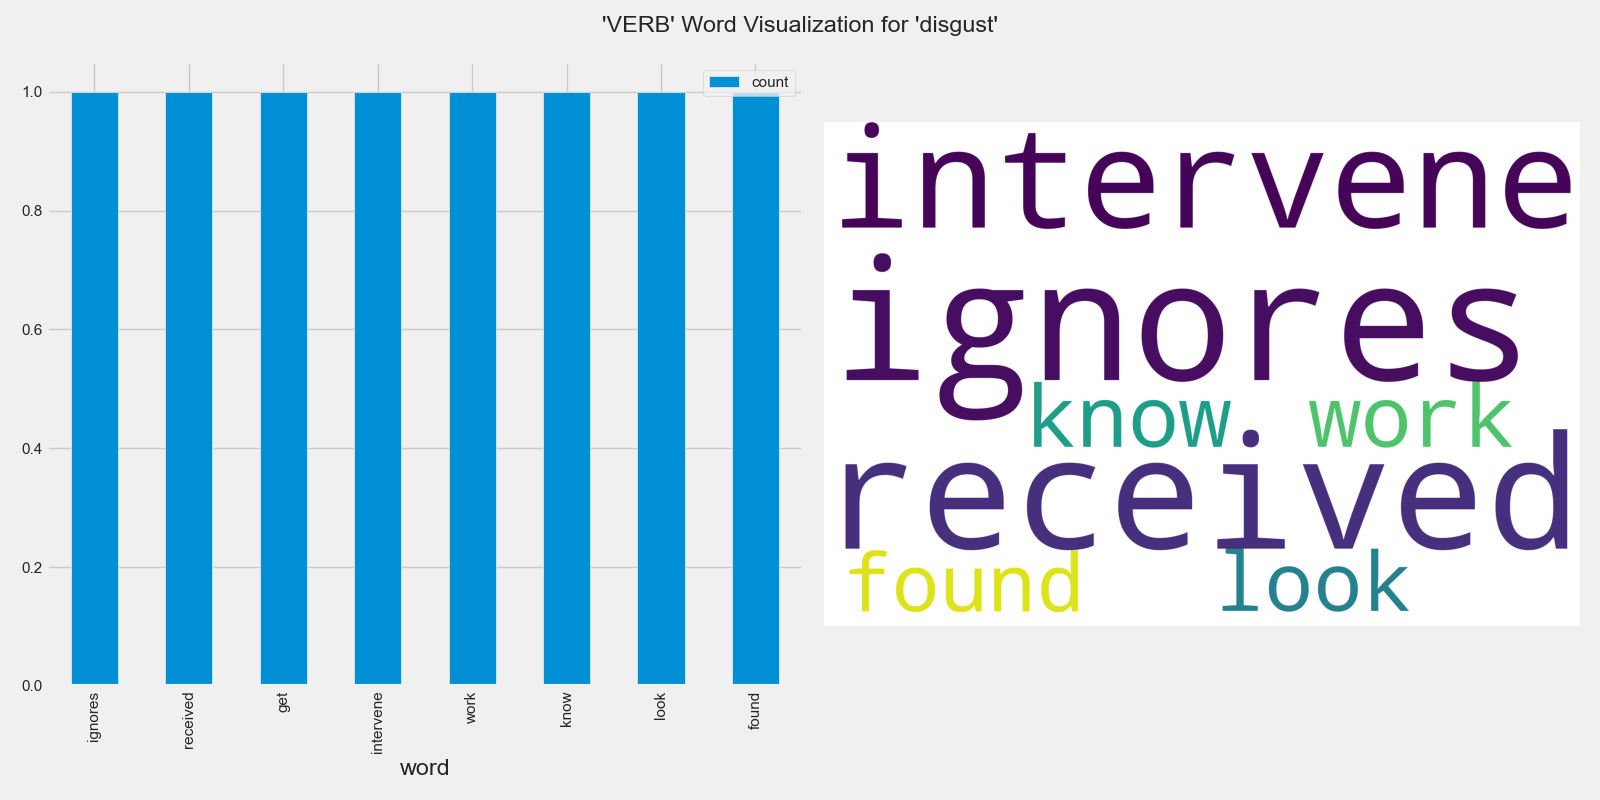 'VERB' Word Visualization for 'disgust'
count
1.0
0.8
0.6
0.4
0.2
0.0
ignores
received
get
intervene
work
know
look
found
word
intervene
ignores
know work
received
found look